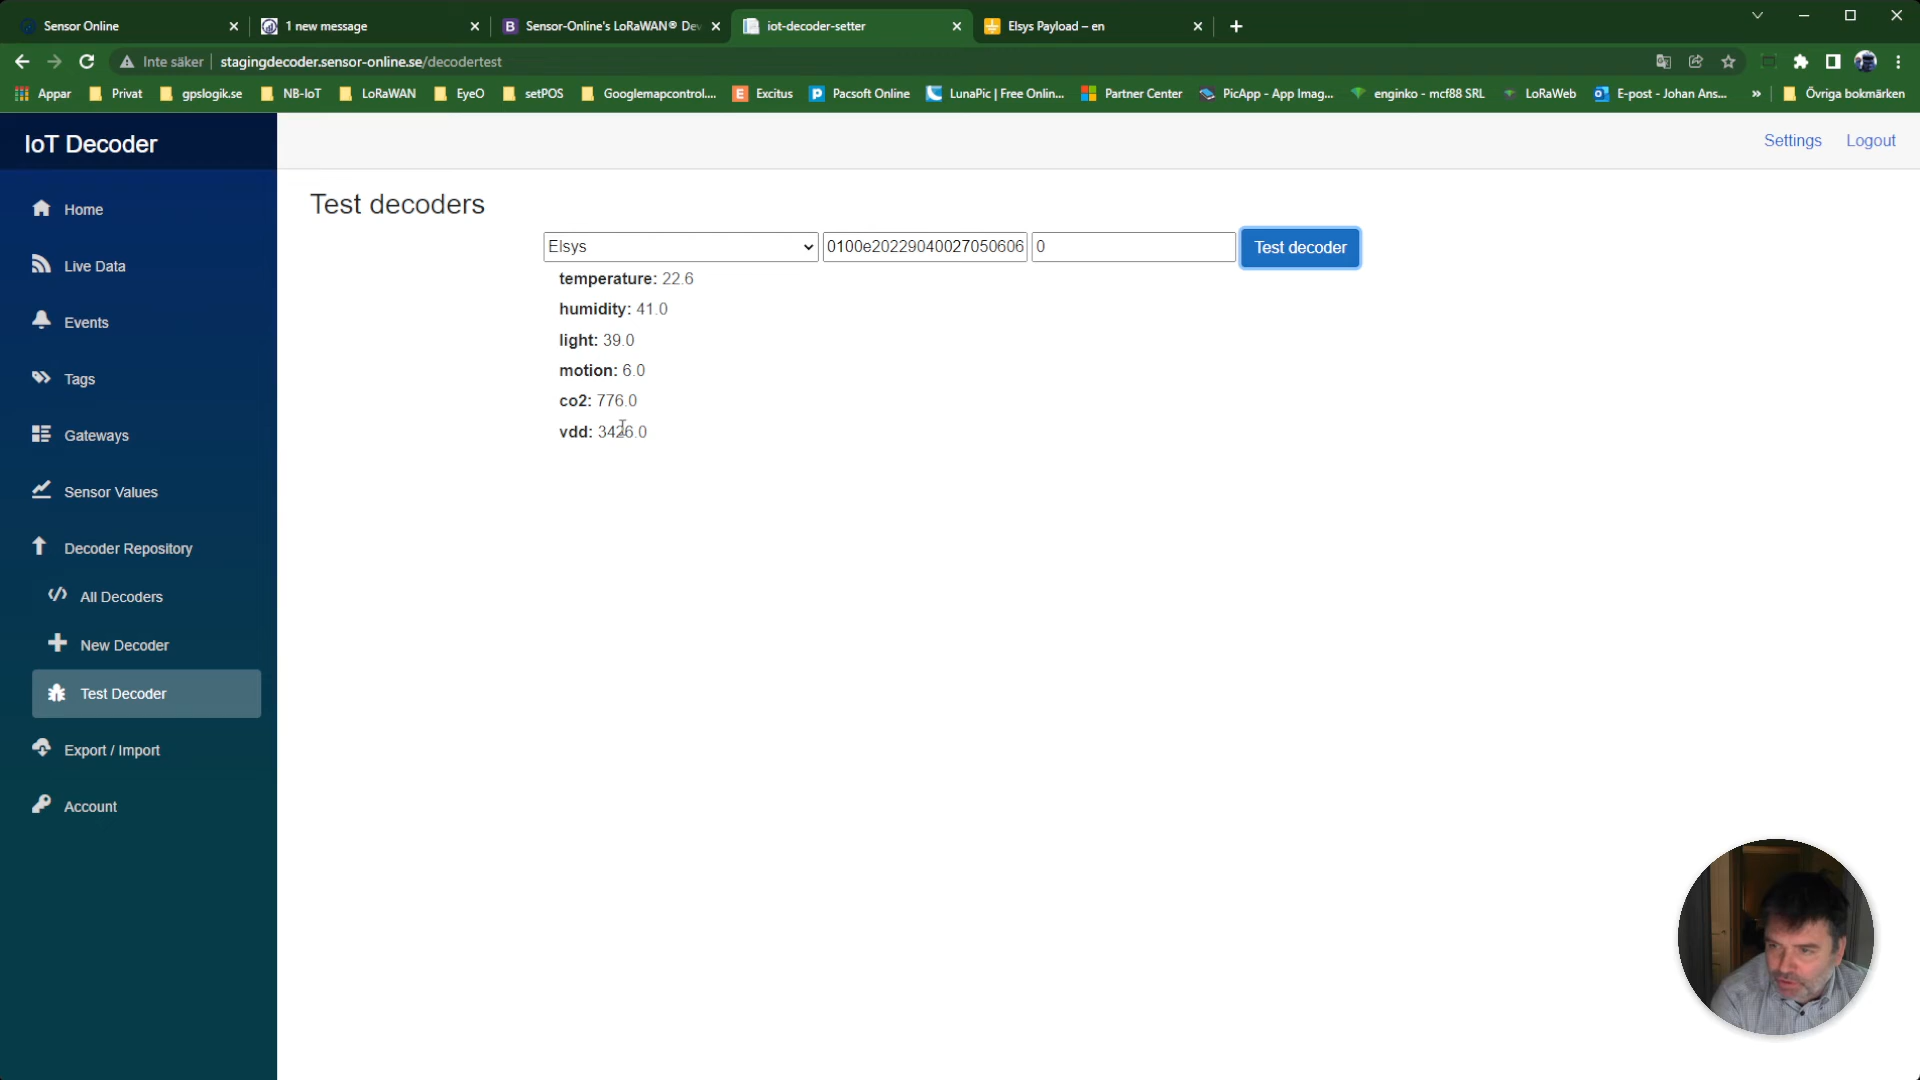 Sensor Online
1 new message
Sensor-Online's LoRaWAN® Dev
iot-decoder-setter
Elsys Payload – en
Inte säker
stagingdecoder.sensor-online.se/decodertest
Appar
Privat
gpslogik.se
NB-IoT
LoRaWAN
EyeO
setPOS
Googlemapcontrol....
Excitus
Pacsoft Online
LunaPic | Free Onlin...
Partner Center
PicApp - App Imag...
enginko - mcf88 SRL
LoRaWeb
E-post - Johan Ans...
»
Övriga bokmärken
IoT Decoder
Settings
Logout
Home
Live Data
Events
Tags
Gateways
Sensor Values
Decoder Repository
All Decoders
New Decoder
Test Decoder
Export / Import
Account
Test decoders
Elsys
0100e20229040027050606
0
Test decoder
temperature: 22.6
humidity: 41.0
light: 39.0
motion: 6.0
co2: 776.0
vdd: 3426.0